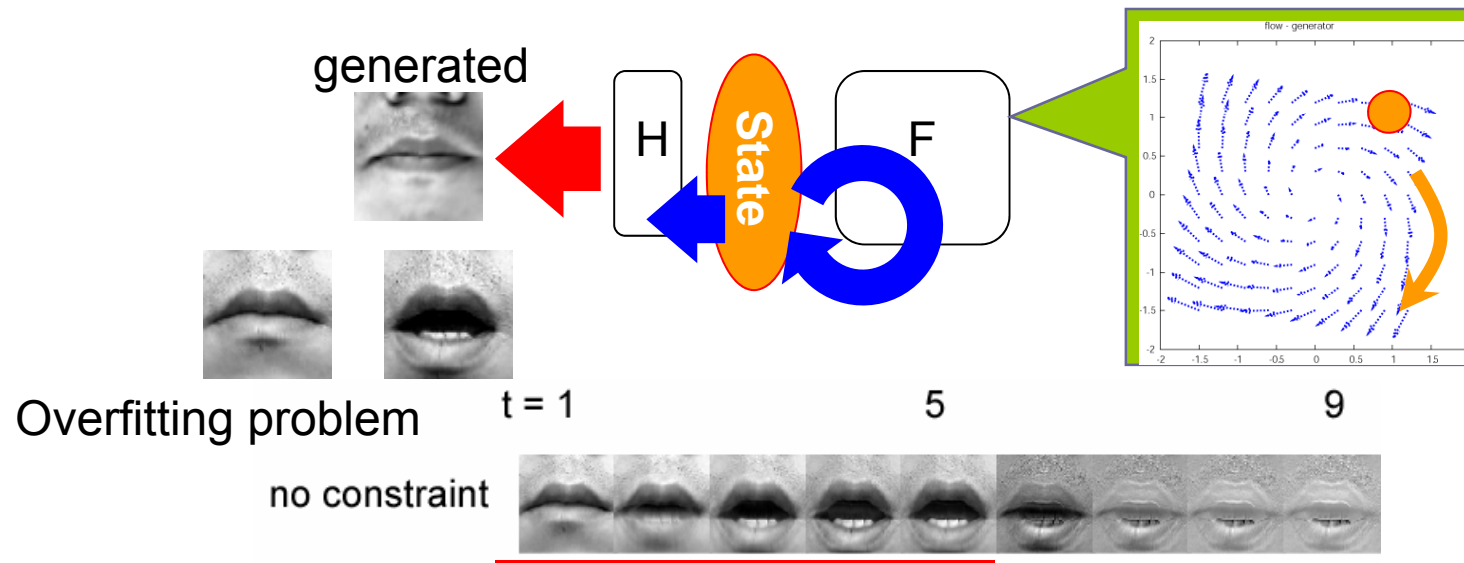 generated
H
State
F
flow - generator
2
1.5
1
0.5
0
-0.5
-1
-1.5
-2
-2 -1.5 -1 -0.5 0 0.5 1 1.5
Overfitting problem
t = 1 5 9
no constraint